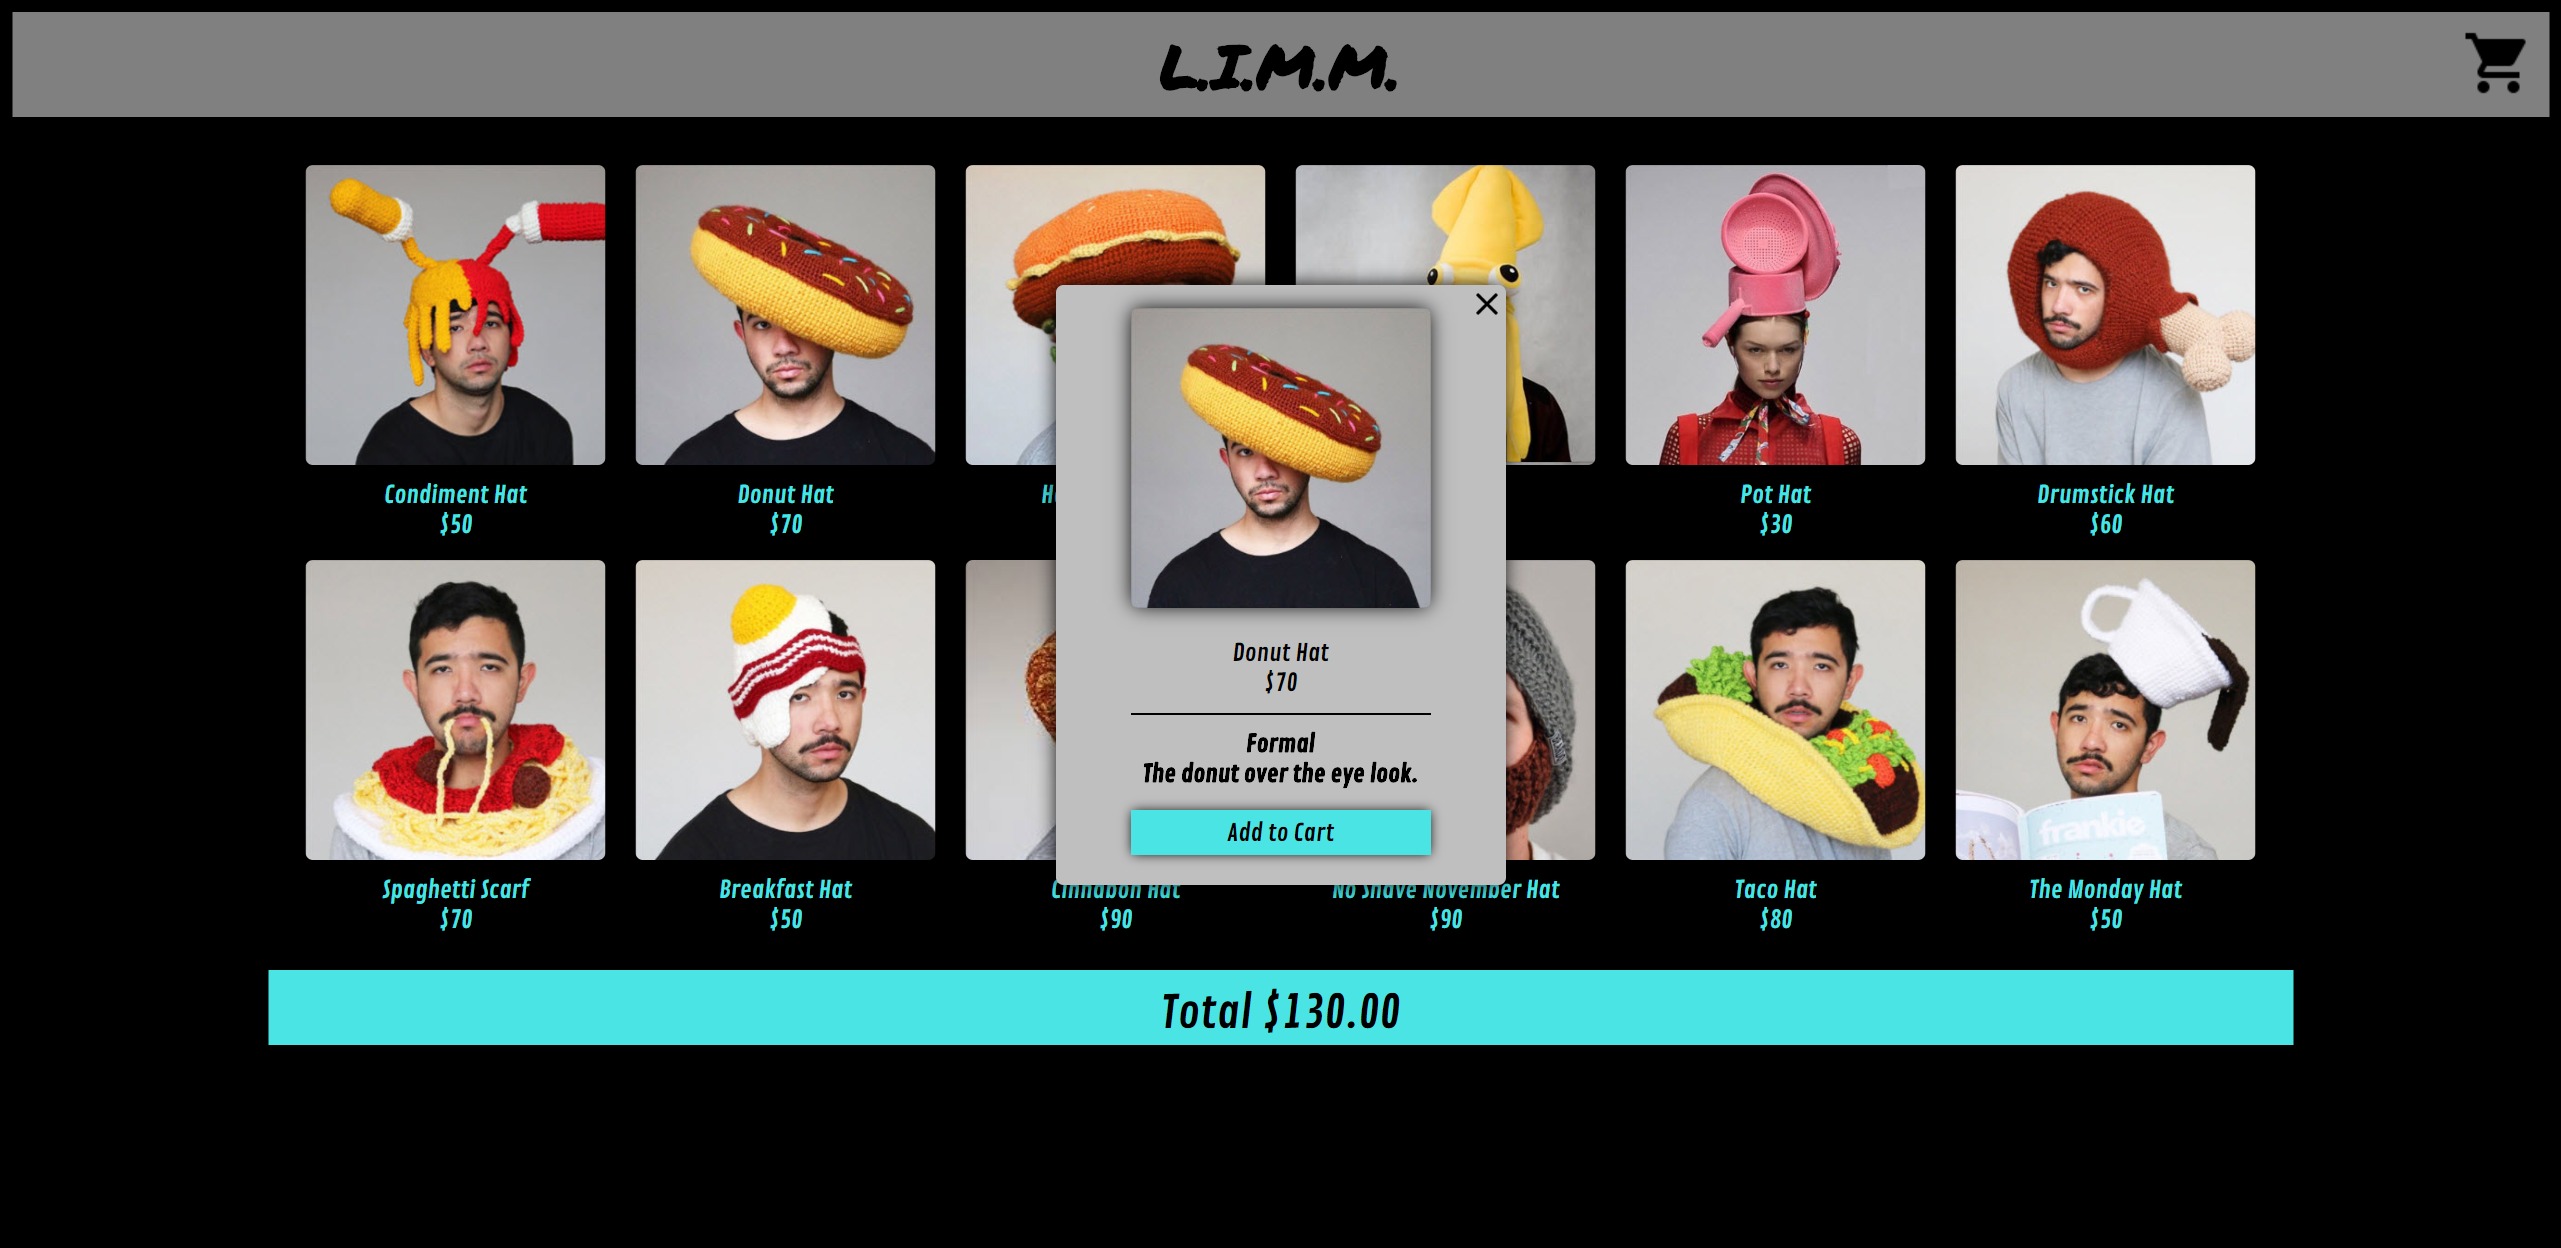 L.I.M.M.
Condiment Hat
$50
Donut Hat
$70
Pot Hat
$30
Drumstick Hat
$60
Donut Hat
$70
Formal
The donut over the eye look.
Add to Cart
frankie
Spaghetti Scarf
$70
Breakfast Hat
$50
Cinnabon Hat
$90
No Shave November Hat
$90
Taco Hat
$80
The Monday Hat
$50
Total $130.00